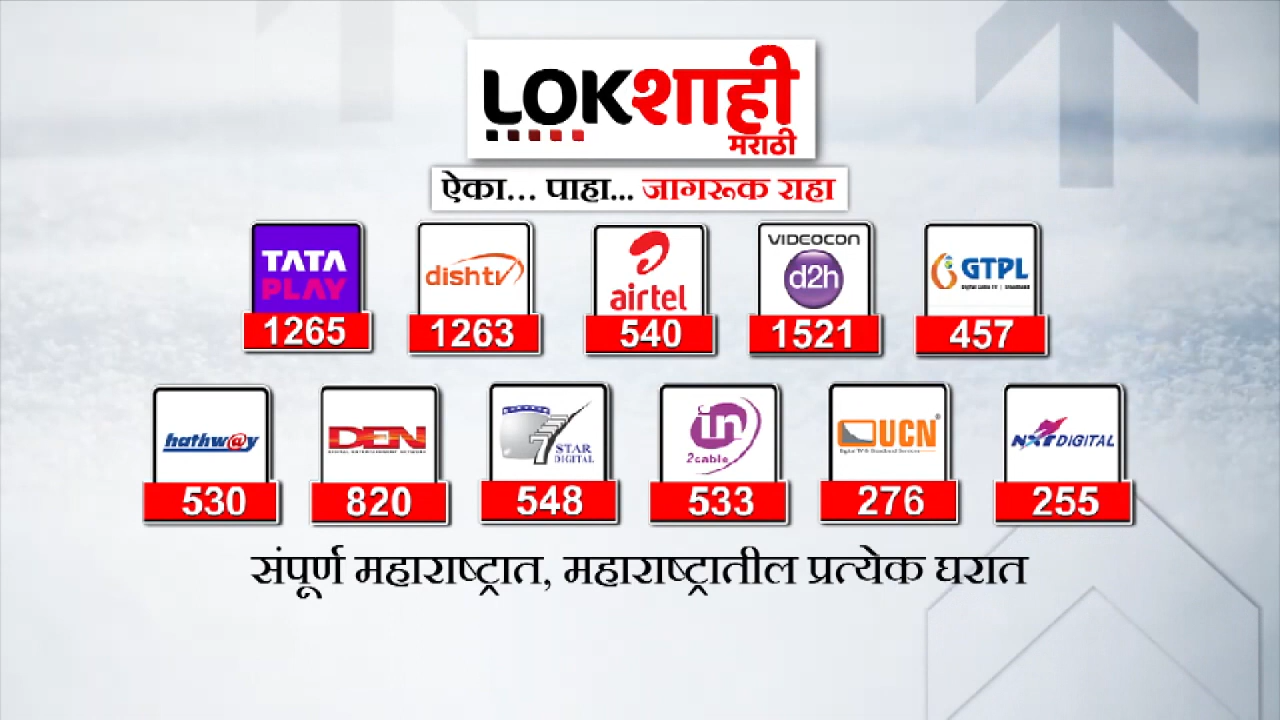 LOKशाही
मराठी
ऐका... पाहा... जागरूक राहा
TATA PLAY
1265
dishtv
1263
airtel
540
VIDEOCON d2h
1521
GTPL
457
hathw@y
530
DEN
820
7 STAR DIGITAL
548
in 2cable
533
UCN
276
NXT DIGITAL
255
संपूर्ण महाराष्ट्रात, महाराष्ट्रातील प्रत्येक घरात